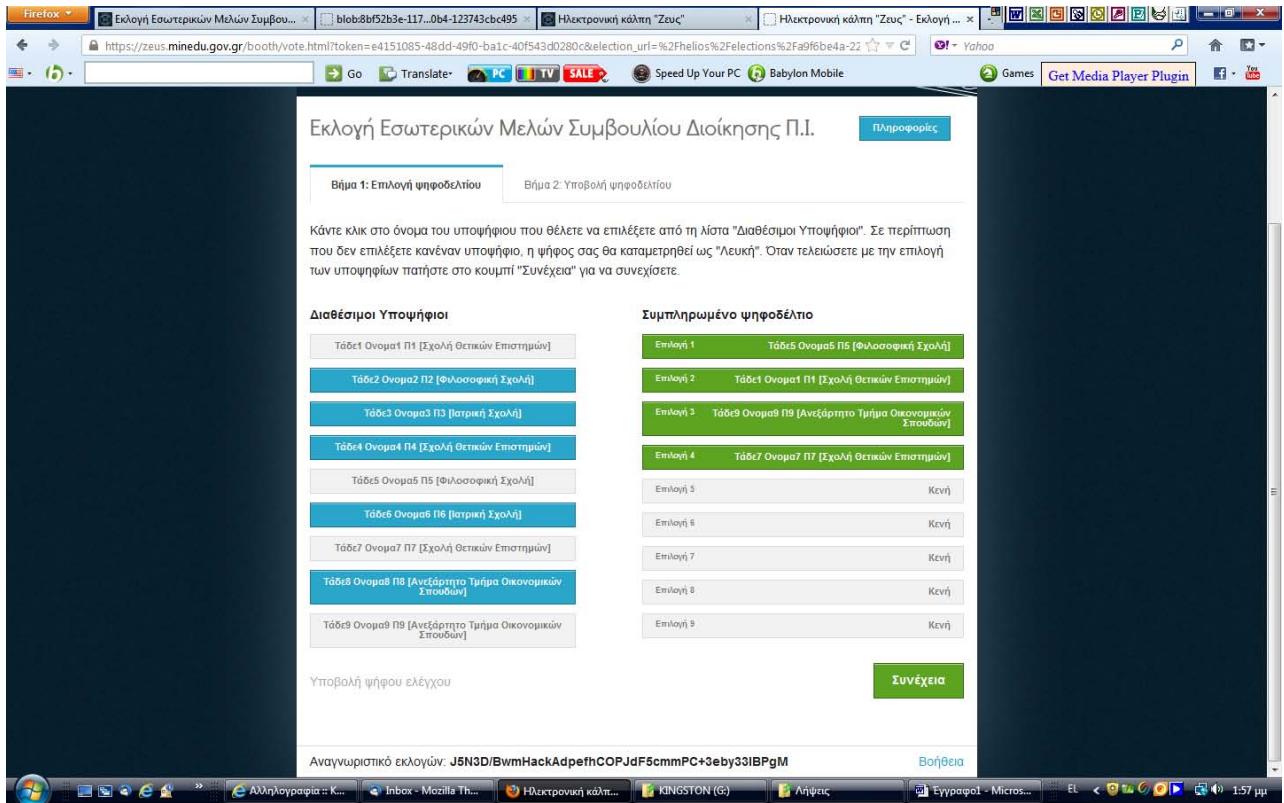 Firefox
Εκλογή Εσωτερικών Μελών Συμβου...
blob:8bf52b3e-117...0b4-123743cbc495
Ηλεκτρονική κάλπη "Ζευς"
Ηλεκτρονική κάλπη "Ζευς" - Εκλογή ...
https://zeus.minedu.gov.gr/booth/vote.html?token=e4151085-48dd-49f0-ba1c-40f543d0280c&election_url=%2Fhelios%2Felections%2Fa9f6be4a-22
Yahoo
Go Translate PC TV SALE Speed Up Your PC Babylon Mobile Games Get Media Player Plugin You Tube
Εκλογή Εσωτερικών Μελών Συμβουλίου Διοίκησης Π.Ι.
Πληροφορίες
Βήμα 1: Επιλογή ψηφοδελτίου
Βήμα 2: Υποβολή ψηφοδελτίου
Κάντε κλικ στο όνομα του υποψήφιου που θέλετε να επιλέξετε από τη λίστα "Διαθέσιμοι Υποψήφιοι". Σε περίπτωση
που δεν επιλέξετε κανέναν υποψήφιο, η ψήφος σας θα καταμετρηθεί ως "Λευκή". Όταν τελειώσετε με την επιλογή
των υποψηφίων πατήστε στο κουμπί "Συνέχεια" για να συνεχίσετε.
Διαθέσιμοι Υποψήφιοι
Τάδε1 Ονομα1 Π1 [Σχολή Θετικών Επιστημών]
Τάδε2 Ονομα2 Π2 [Φιλοσοφική Σχολή]
Τάδε3 Ονομα3 Π3 [Ιατρική Σχολή]
Τάδε4 Ονομα4 Π4 [Σχολή Θετικών Επιστημών]
Τάδε5 Ονομα5 Π5 [Φιλοσοφική Σχολή]
Τάδε6 Ονομα6 Π6 [Ιατρική Σχολή]
Τάδε7 Ονομα7 Π7 [Σχολή Θετικών Επιστημών]
Τάδε8 Ονομα8 Π8 [Ανεξάρτητο Τμήμα Οικονομικών
Σπουδών]
Τάδε9 Ονομα9 Π9 [Ανεξάρτητο Τμήμα Οικονομικών
Σπουδών]
Συμπληρωμένο ψηφοδέλτιο
Επιλογή 1 Τάδε5 Ονομα5 Π5 [Φιλοσοφική Σχολή]
Επιλογή 2 Τάδε1 Ονομα1 Π1 [Σχολή Θετικών Επιστημών]
Επιλογή 3 Τάδε9 Ονομα9 Π9 [Ανεξάρτητο Τμήμα Οικονομικών
Σπουδών]
Επιλογή 4 Τάδε7 Ονομα7 Π7 [Σχολή Θετικών Επιστημών]
Επιλογή 5 Κενή
Επιλογή 6 Κενή
Επιλογή 7 Κενή
Επιλογή 8 Κενή
Επιλογή 9 Κενή
Υποβολή ψήφου ελέγχου
Συνέχεια
Αναγνωριστικό εκλογών: J5N3D/BwmHackAdpefhCOPJdF5cmmPC+3eby33IBPgM
Βοήθεια
Αλληλογραφία :: Κ...
Inbox - Mozilla Th...
Ηλεκτρονική κάλπ...
KINGSTON (G:)
Λήψεις
Έγγραφο1 - Micros...
EL
1:57 μμ